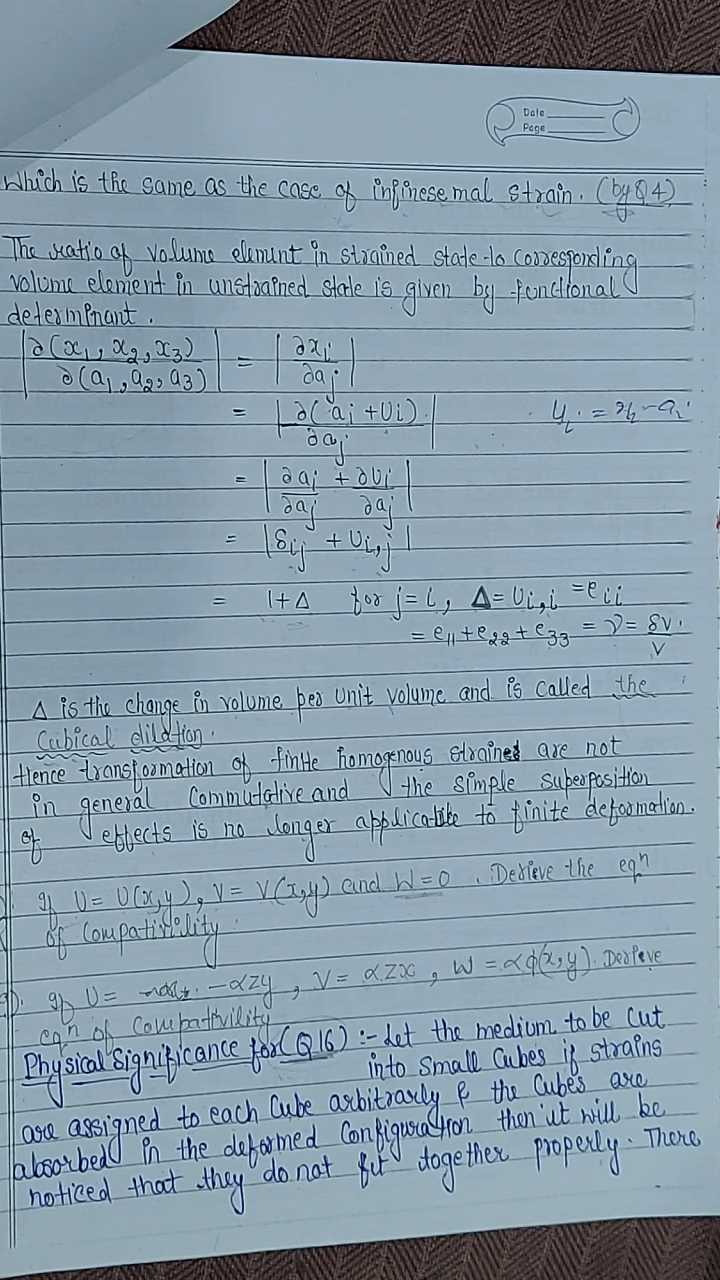 Date
Page
Which is the same as the case of infinesemal strain. (by Q4)
The ratio of volume element in strained state to corresponding
volume element in unstrained state is given by functional
determinant.
|∂(x₁, x₂, x₃) / ∂(a₁, a₂, a₃)| = |∂xᵢ/∂aⱼ|
= |∂(aᵢ + Uᵢ)/∂aⱼ| uᵢ = xᵢ - aᵢ
= |∂aᵢ/∂aⱼ + ∂Uᵢ/∂aⱼ|
= |δᵢⱼ + Uᵢ,ⱼ|
= 1+Δ for j=i, Δ= Uᵢ,ᵢ = eᵢᵢ
= e₁₁ + e₂₂ + e₃₃ = ν = δv/v
Δ is the change in volume per unit volume and is called the
Cubical dilation.
Hence transformation of finite homogenous strained are not
in general Commutative and the simple superposition
of effects is no longer applicable to finite deformation.
If U= U(x,y), V= V(x,y) and W=0. Derieve the eqn
of Compatibility.
If U= -αzy, V= αzx, W= αϕ(x,y). Derieve
eqn of Compatibility
Physical Significance for (Q16) :- Let the medium to be cut
into small cubes if strains
are assigned to each Cube arbitrarly & the Cubes are
absorbed in the deformed Configuration then it will be
noticed that they do not fit together properly. There